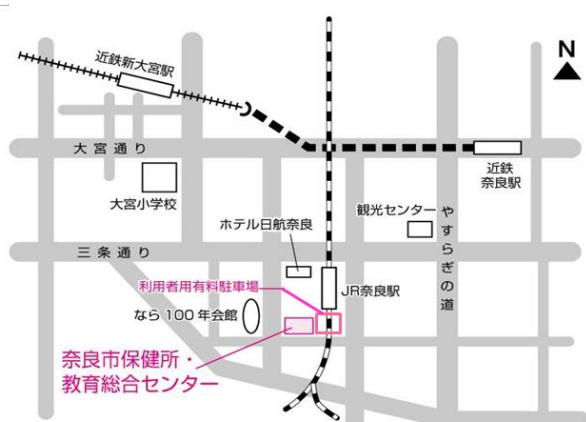 近鉄新大宮駅
N
大宮通り
近鉄
奈良駅
大宮小学校
観光センター
やすらぎの道
ホテル日航奈良
三条通り
利用者用有料駐車場
JR奈良駅
なら100年会館
奈良市保健所・
教育総合センター